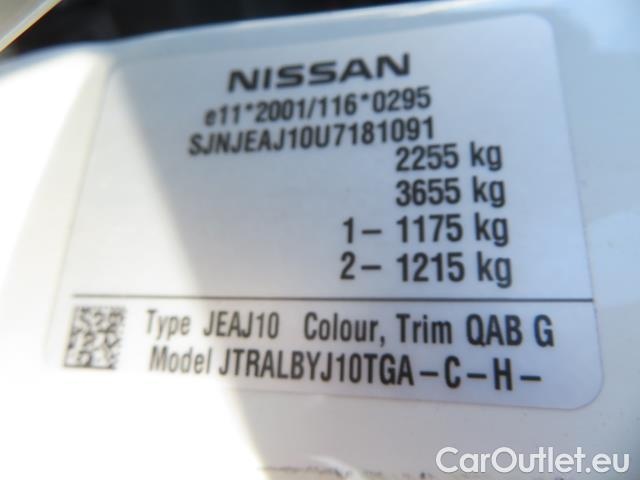 NISSAN
e11*2001/116*0295
SJNJEAJ10U7181091
2255 kg
3655 kg
1- 1175 kg
2- 1215 kg
Type JEAJ10 Colour, Trim QAB G
Model JTRALBYJ10TGA-C-H-
CarOutlet.eu